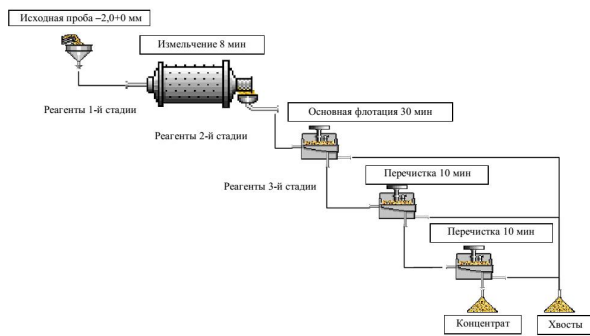 Исходная проба –2,0+0 мм
Измельчение 8 мин
Реагенты 1-й стадии
Основная флотация 30 мин
Реагенты 2-й стадии
Перечистка 10 мин
Реагенты 3-й стадии
Перечистка 10 мин
Концентрат
Хвосты